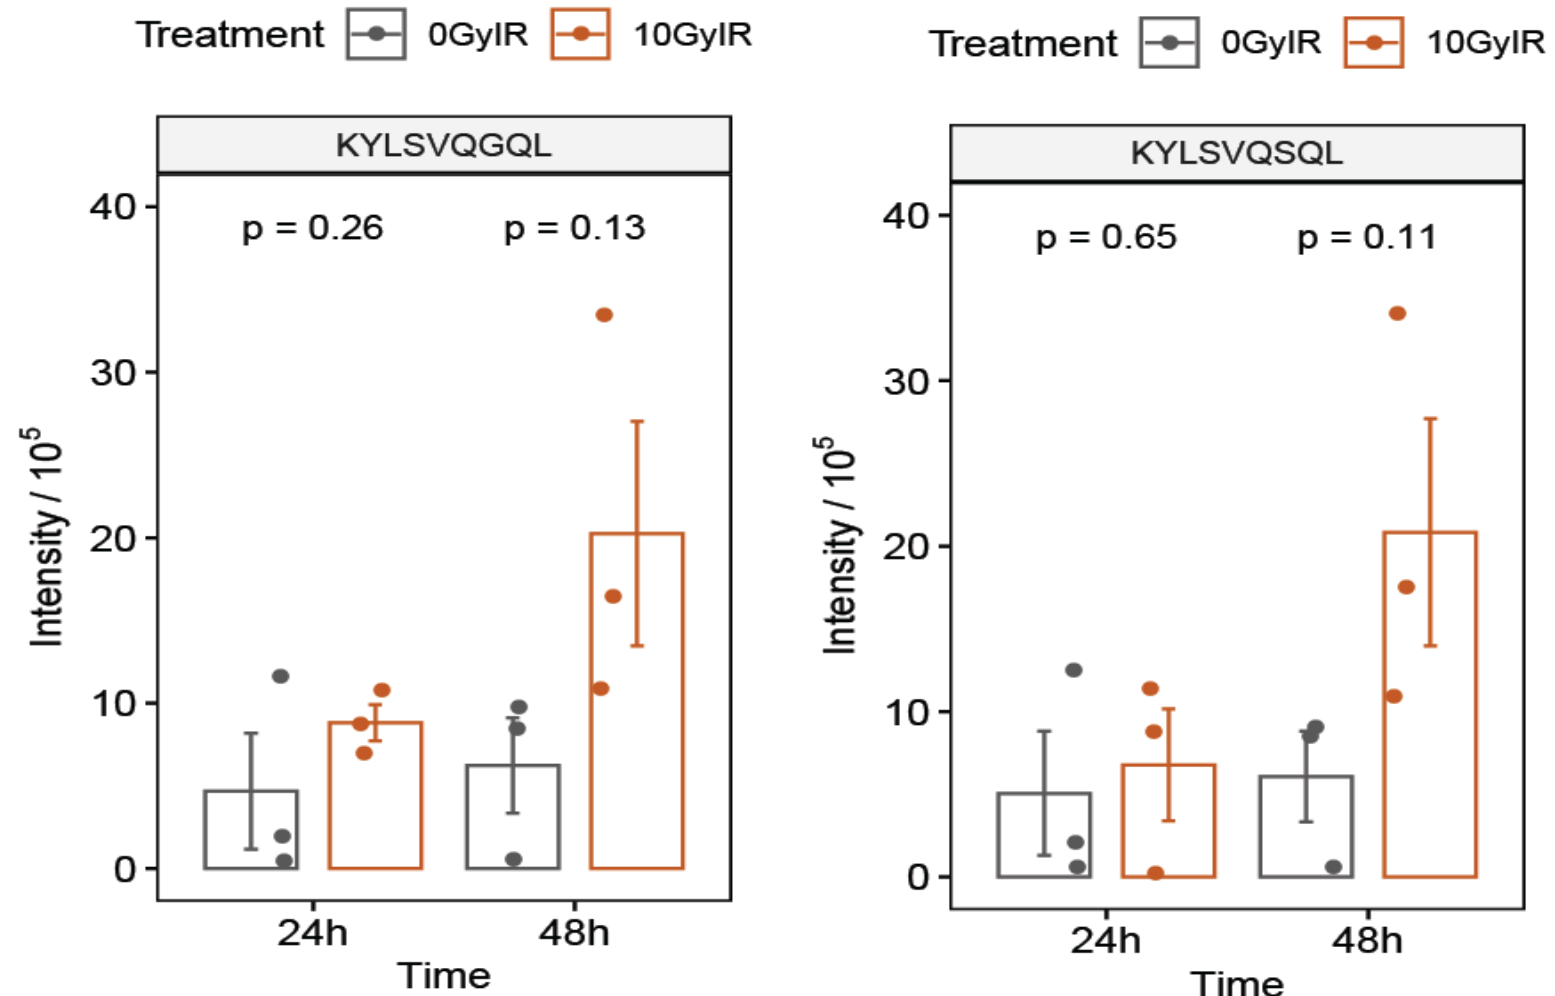 Treatment 0GyIR 10GyIR
KYLSVQGQL
p = 0.26 p = 0.13
40
30
20
10
0
Intensity / 10⁵
24h 48h
Time
Treatment 0GyIR 10GyIR
KYLSVQSQL
p = 0.65 p = 0.11
40
30
20
10
0
Intensity / 10⁵
24h 48h
Time